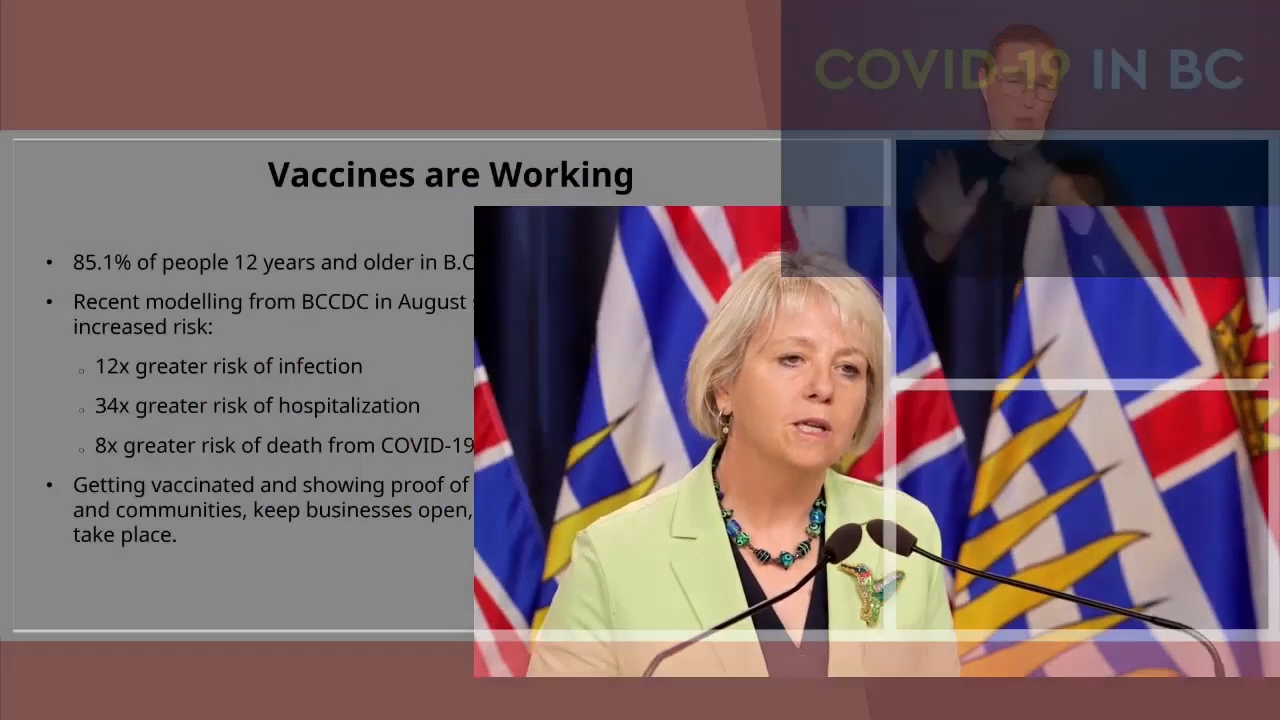 COVID-19 IN BC
Vaccines are Working
• 85.1% of people 12 years and older in B.C
• Recent modelling from BCCDC in August
increased risk:
○ 12x greater risk of infection
○ 34x greater risk of hospitalization
○ 8x greater risk of death from COVID-19
• Getting vaccinated and showing proof of
and communities, keep businesses open,
take place.